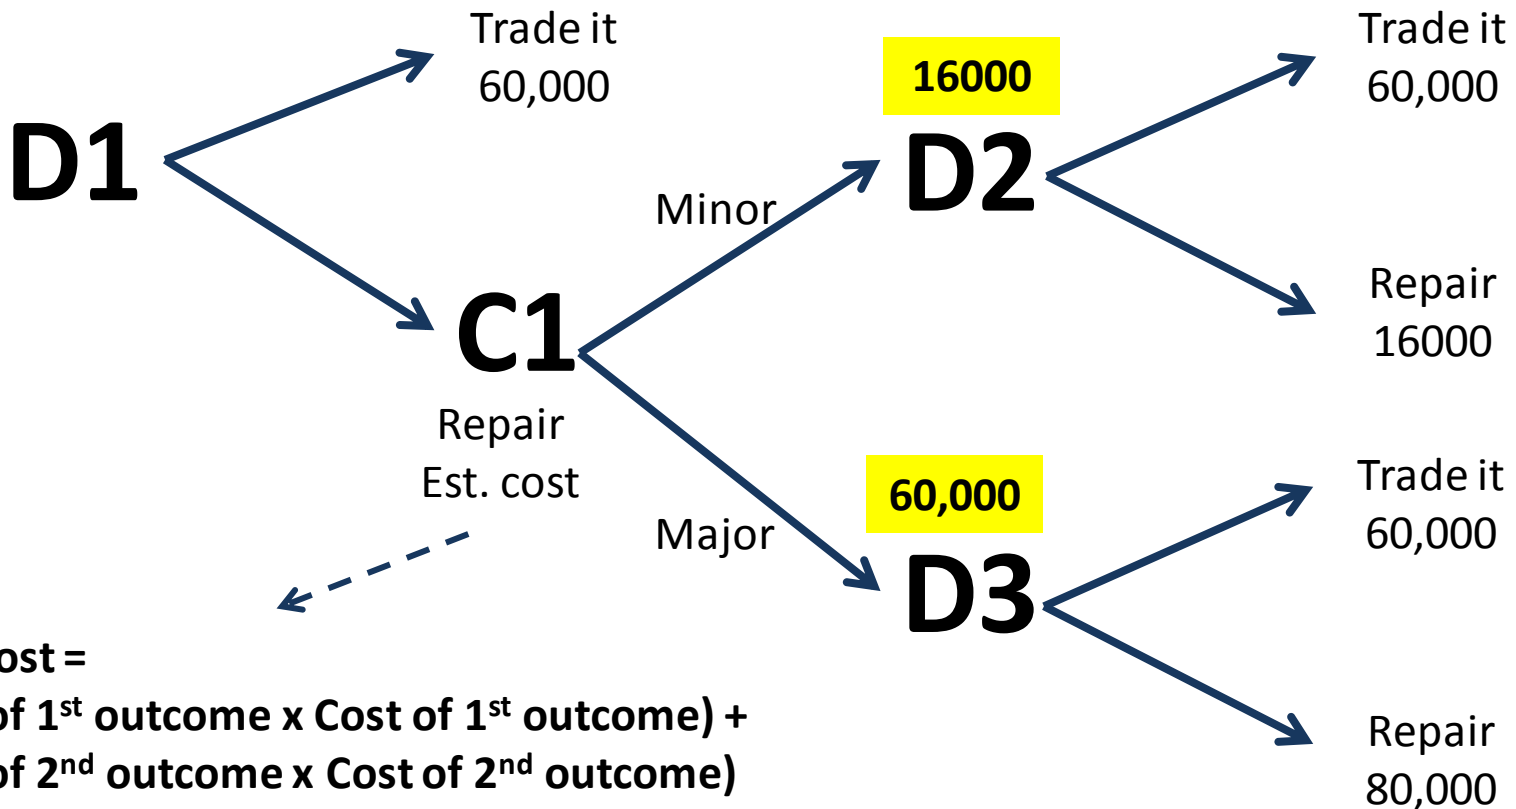 Trade it
60,000
D1
C1
Repair
Est. cost
Minor
Major
16000
D2
60,000
D3
Trade it
60,000
Repair
16000
Trade it
60,000
Repair
80,000
=
of 1st outcome x Cost of 1st outcome) +
of 2nd outcome x Cost of 2nd outcome)